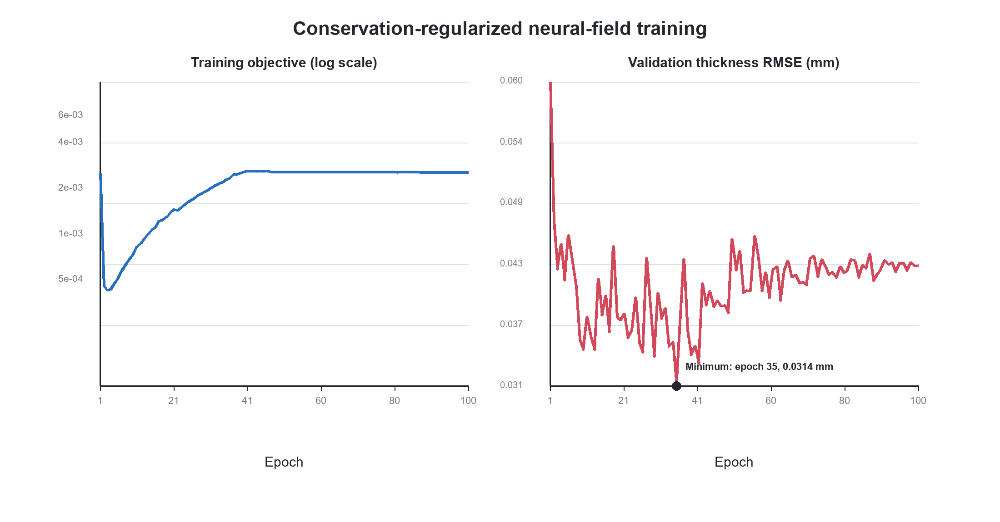 Conservation-regularized neural-field training
Training objective (log scale)
6e-03
4e-03
2e-03
1e-03
5e-04
1 21 41 60 80 100
Epoch
Validation thickness RMSE (mm)
0.060
0.054
0.049
0.043
0.037
0.031
Minimum: epoch 35, 0.0314 mm
1 21 41 60 80 100
Epoch